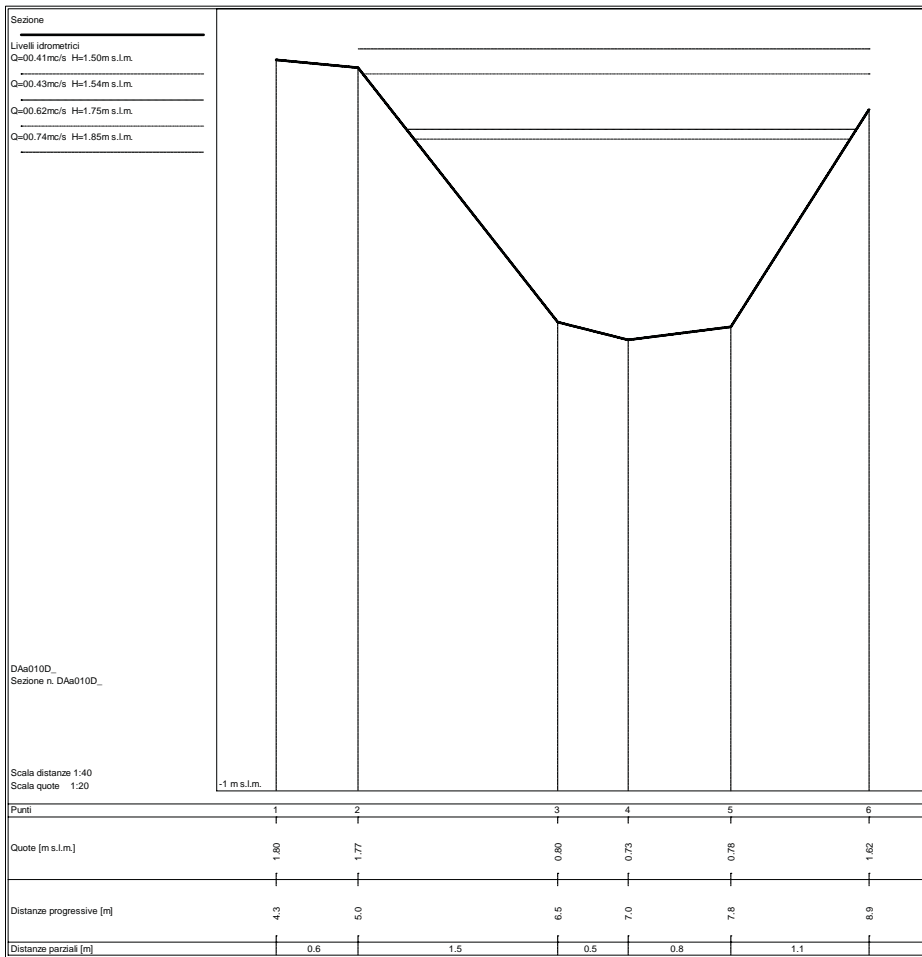 Sezione
Livelli idrometrici
Q=00.41mc/s H=1.50m s.l.m.
Q=00.43mc/s H=1.54m s.l.m.
Q=00.62mc/s H=1.75m s.l.m.
Q=00.74mc/s H=1.85m s.l.m.
DAa010D_
Sezione n. DAa010D_
Scala distanze 1:40
Scala quote 1:20
-1 m s.l.m.
Punti 1 2 3 4 5 6
Quote [m s.l.m.] 1.80 1.77 0.80 0.73 0.78 1.62
Distanze progressive [m] 4.3 5.0 6.5 7.0 7.8 8.9
Distanze parziali [m] 0.6 1.5 0.5 0.8 1.1